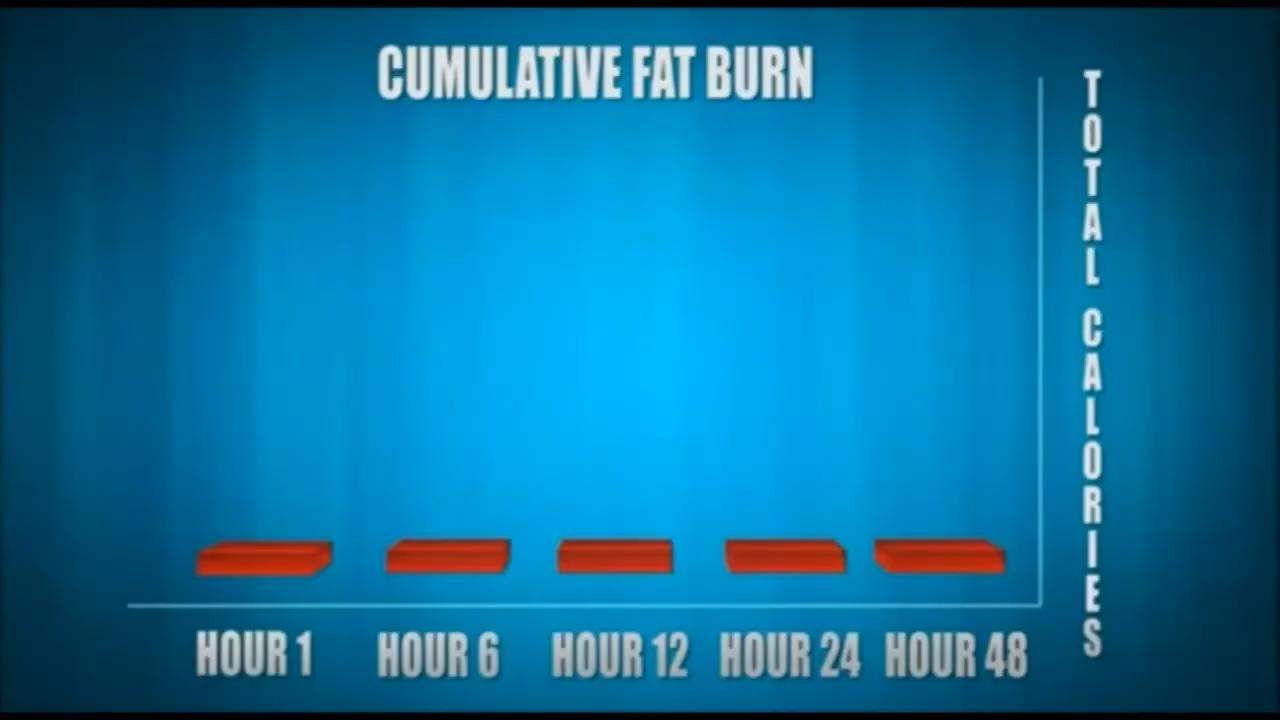 CUMULATIVE FAT BURN
TOTAL CALORIES
HOUR 1
HOUR 6
HOUR 12
HOUR 24
HOUR 48